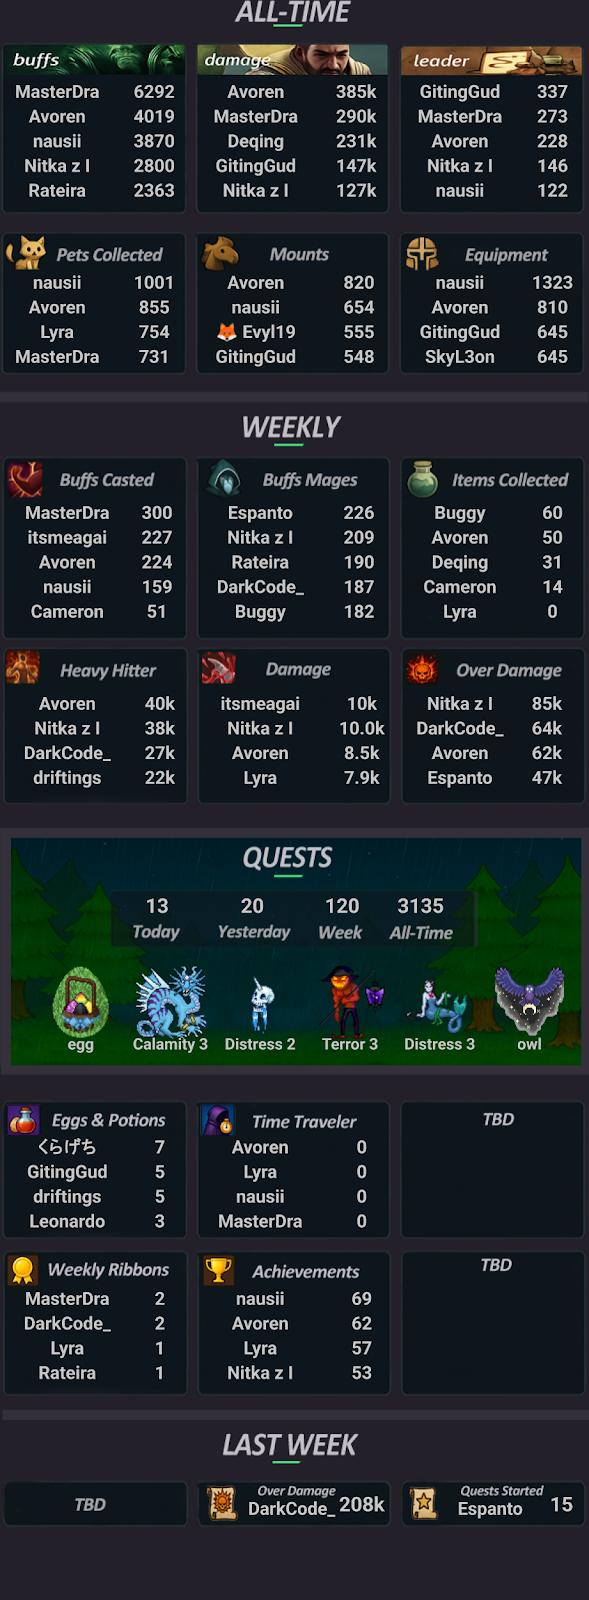 ALL-TIME
buffs
MasterDra 6292
Avoren 4019
nausii 3870
Nitka z l 2800
Rateira 2363
damage
Avoren 385k
MasterDra 290k
Deqing 231k
GitingGud 147k
Nitka z l 127k
leader
GitingGud 337
MasterDra 273
Avoren 228
Nitka z l 146
nausii 122
Pets Collected
nausii 1001
Avoren 855
Lyra 754
MasterDra 731
Mounts
Avoren 820
nausii 654
🦊 Evyl19 555
GitingGud 548
Equipment
nausii 1323
Avoren 810
GitingGud 645
SkyL3on 645
WEEKLY
Buffs Casted
MasterDra 300
itsmeagai 227
Avoren 224
nausii 159
Cameron 51
Buffs Mages
Espanto 226
Nitka z l 209
Rateira 190
DarkCode_ 187
Buggy 182
Items Collected
Buggy 60
Avoren 50
Deqing 31
Cameron 14
Lyra 0
Heavy Hitter
Avoren 40k
Nitka z l 38k
DarkCode_ 27k
driftings 22k
Damage
itsmeagai 10k
Nitka z l 10.0k
Avoren 8.5k
Lyra 7.9k
Over Damage
Nitka z l 85k
DarkCode_ 64k
Avoren 62k
Espanto 47k
QUESTS
13 20 120 3135
Today Yesterday Week All-Time
egg Calamity 3 Distress 2 Terror 3 Distress 3 owl
Eggs & Potions
くらげち 7
GitingGud 5
driftings 5
Leonardo 3
Time Traveler
Avoren 0
Lyra 0
nausii 0
MasterDra 0
TBD
Weekly Ribbons
MasterDra 2
DarkCode_ 2
Lyra 1
Rateira 1
Achievements
nausii 69
Avoren 62
Lyra 57
Nitka z l 53
TBD
LAST WEEK
TBD
Over Damage
DarkCode_ 208k
Quests Started
Espanto 15